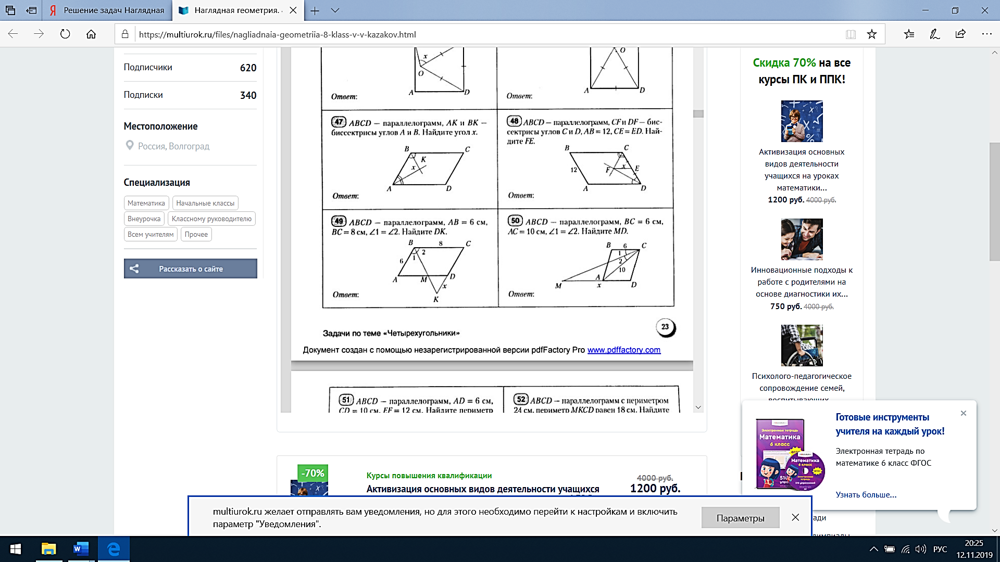 Решение задач Наглядная
Наглядная геометрия.
https://multiurok.ru/files/nagliadnaia-geometriia-8-klass-v-v-kazakov.html
Подписчики 620
Подписки 340
Местоположение
Россия, Волгоград
Специализация
Математика Начальные классы
Внеурочка Классному руководителю
Всем учителям Прочее
Рассказать о сайте
x
O
A D
Ответ:
O
A D
Ответ:
47 ABCD – параллелограмм, AK и BK –
биссектрисы углов A и B. Найдите угол x.
B C
K
x
A D
Ответ:
48 ABCD – параллелограмм, CF и DF – бис-
сектрисы углов C и D, AB = 12, CE = ED. Най-
дите FE.
B C
12 F x E
A D
Ответ:
49 ABCD – параллелограмм, AB = 6 см,
BC = 8 см, ∠1 = ∠2. Найдите DK.
B 8 C
6 1 2
A M D
x
K
Ответ:
50 ABCD – параллелограмм, BC = 6 см,
AC = 10 см, ∠1 = ∠2. Найдите MD.
B 6 C
1
2
10
M A x D
Ответ:
Задачи по теме «Четырехугольники»
23
Документ создан с помощью незарегистрированной версии pdfFactory Pro www.pdffactory.com
51 ABCD – параллелограмм, AD = 6 см,
CD = 10 см, EF = 12 см. Найдите периметр
52 ABCD – параллелограмм с периметром
24 см, периметр MKCD равен 18 см. Найдите
Скидка 70% на все
курсы ПК и ППК!
Активизация основных
видов деятельности
учащихся на уроках
математики...
1200 руб. 4000 руб.
Инновационные подходы к
работе с родителями на
основе диагностики их...
750 руб. 4000 руб.
Психолого-педагогическое
сопровождение семей,
воспитывающих
-70%
Курсы повышения квалификации
Активизация основных видов деятельности учащихся
4000 руб.
1200 руб.
Электронная тетрадь
Математика
6 класс
Математика
6 класс
Готовые инструменты
учителя на каждый урок!
Электронная тетрадь по
математике 6 класс ФГОС
Узнать больше...
multiurok.ru желает отправлять вам уведомления, но для этого необходимо перейти к настройкам и включить
параметр "Уведомления".
Параметры
РУС
20:25
12.11.2019